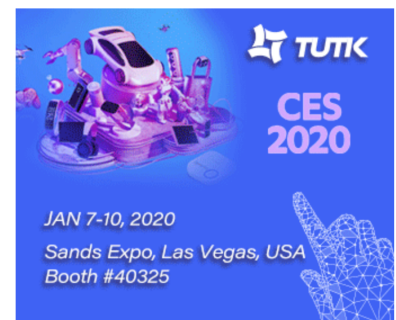 TUTK
CES
2020
JAN 7-10, 2020
Sands Expo, Las Vegas, USA
Booth #40325